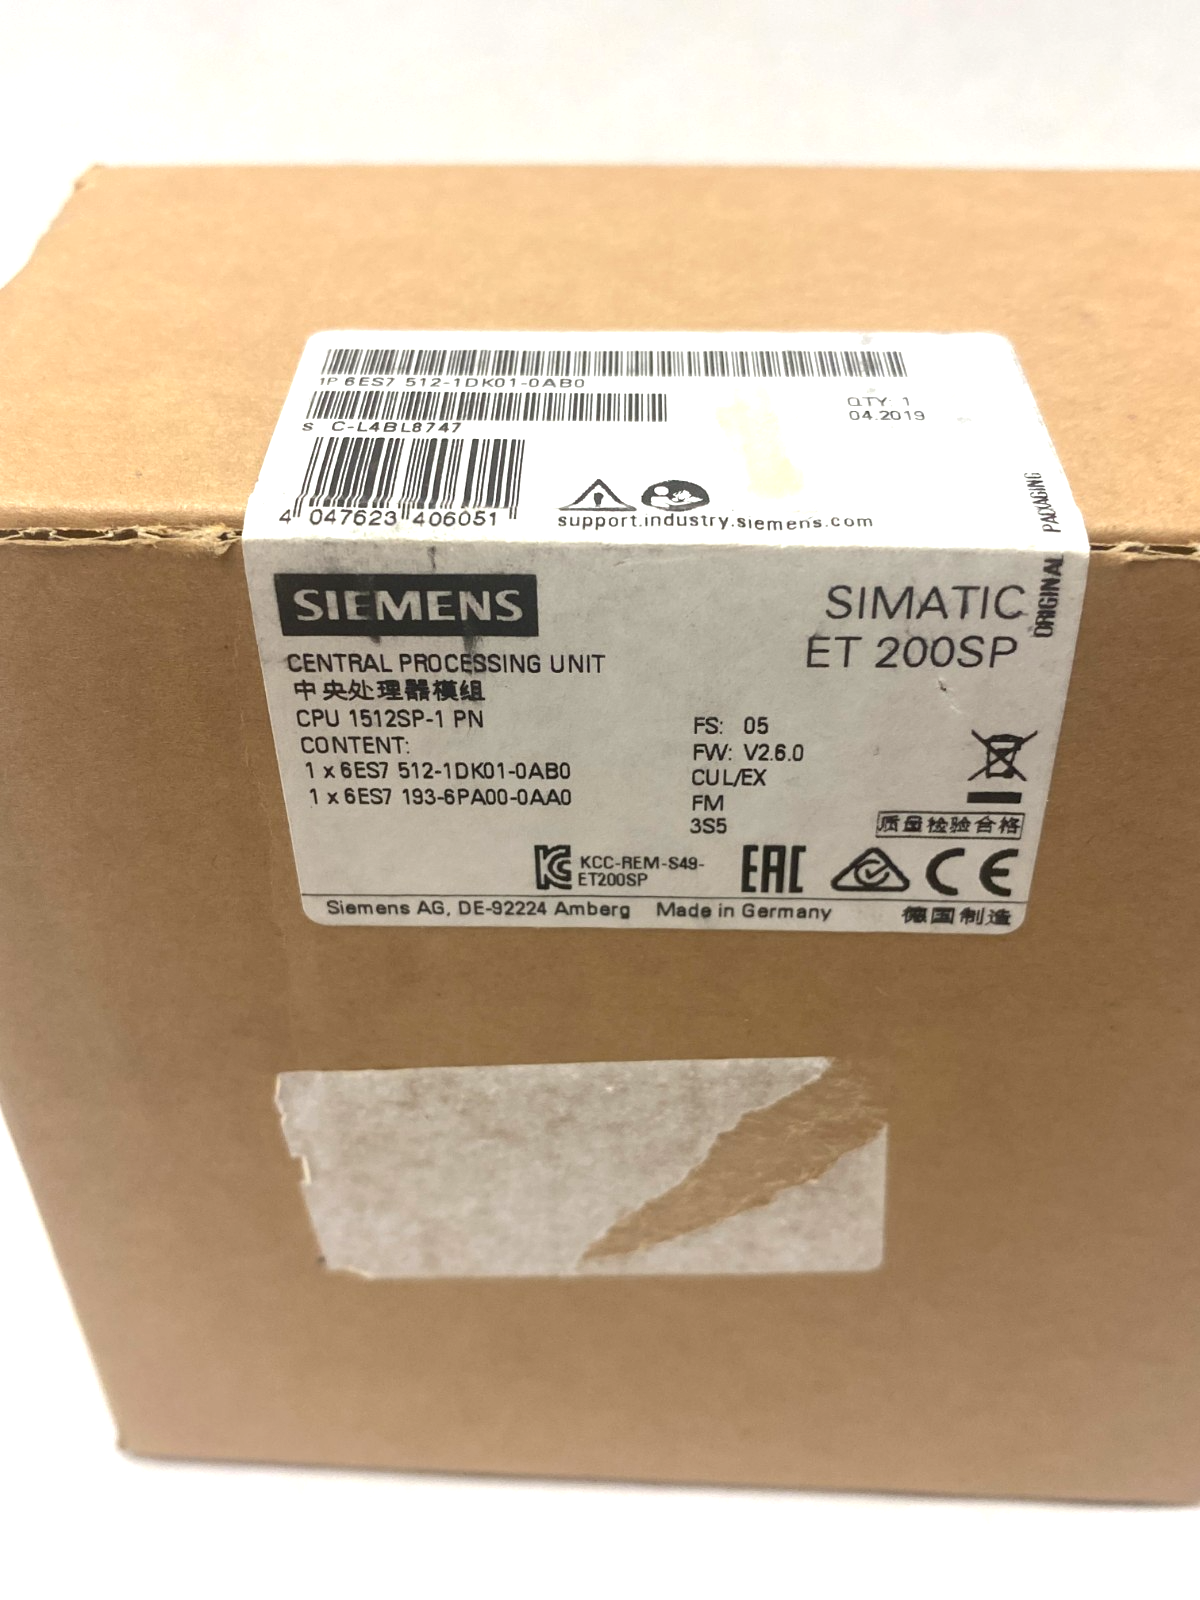 1P 6ES7 512-1DK01-0AB0
QTY: 1
04.2019
S C-L4BL8747
4 047623 406051
support.industry.siemens.com
ORIGINAL PACKAGING
SIEMENS
SIMATIC
ET 200SP
CENTRAL PROCESSING UNIT
中央处理器模组
CPU 1512SP-1 PN
CONTENT:
1 x 6ES7 512-1DK01-0AB0
1 x 6ES7 193-6PA00-0AA0
FS: 05
FW: V2.6.0
CUL/EX
FM
3S5
质量检验合格
KCC-REM-S49-
ET200SP
EAC
CE
Siemens AG, DE-92224 Amberg Made in Germany 德国制造